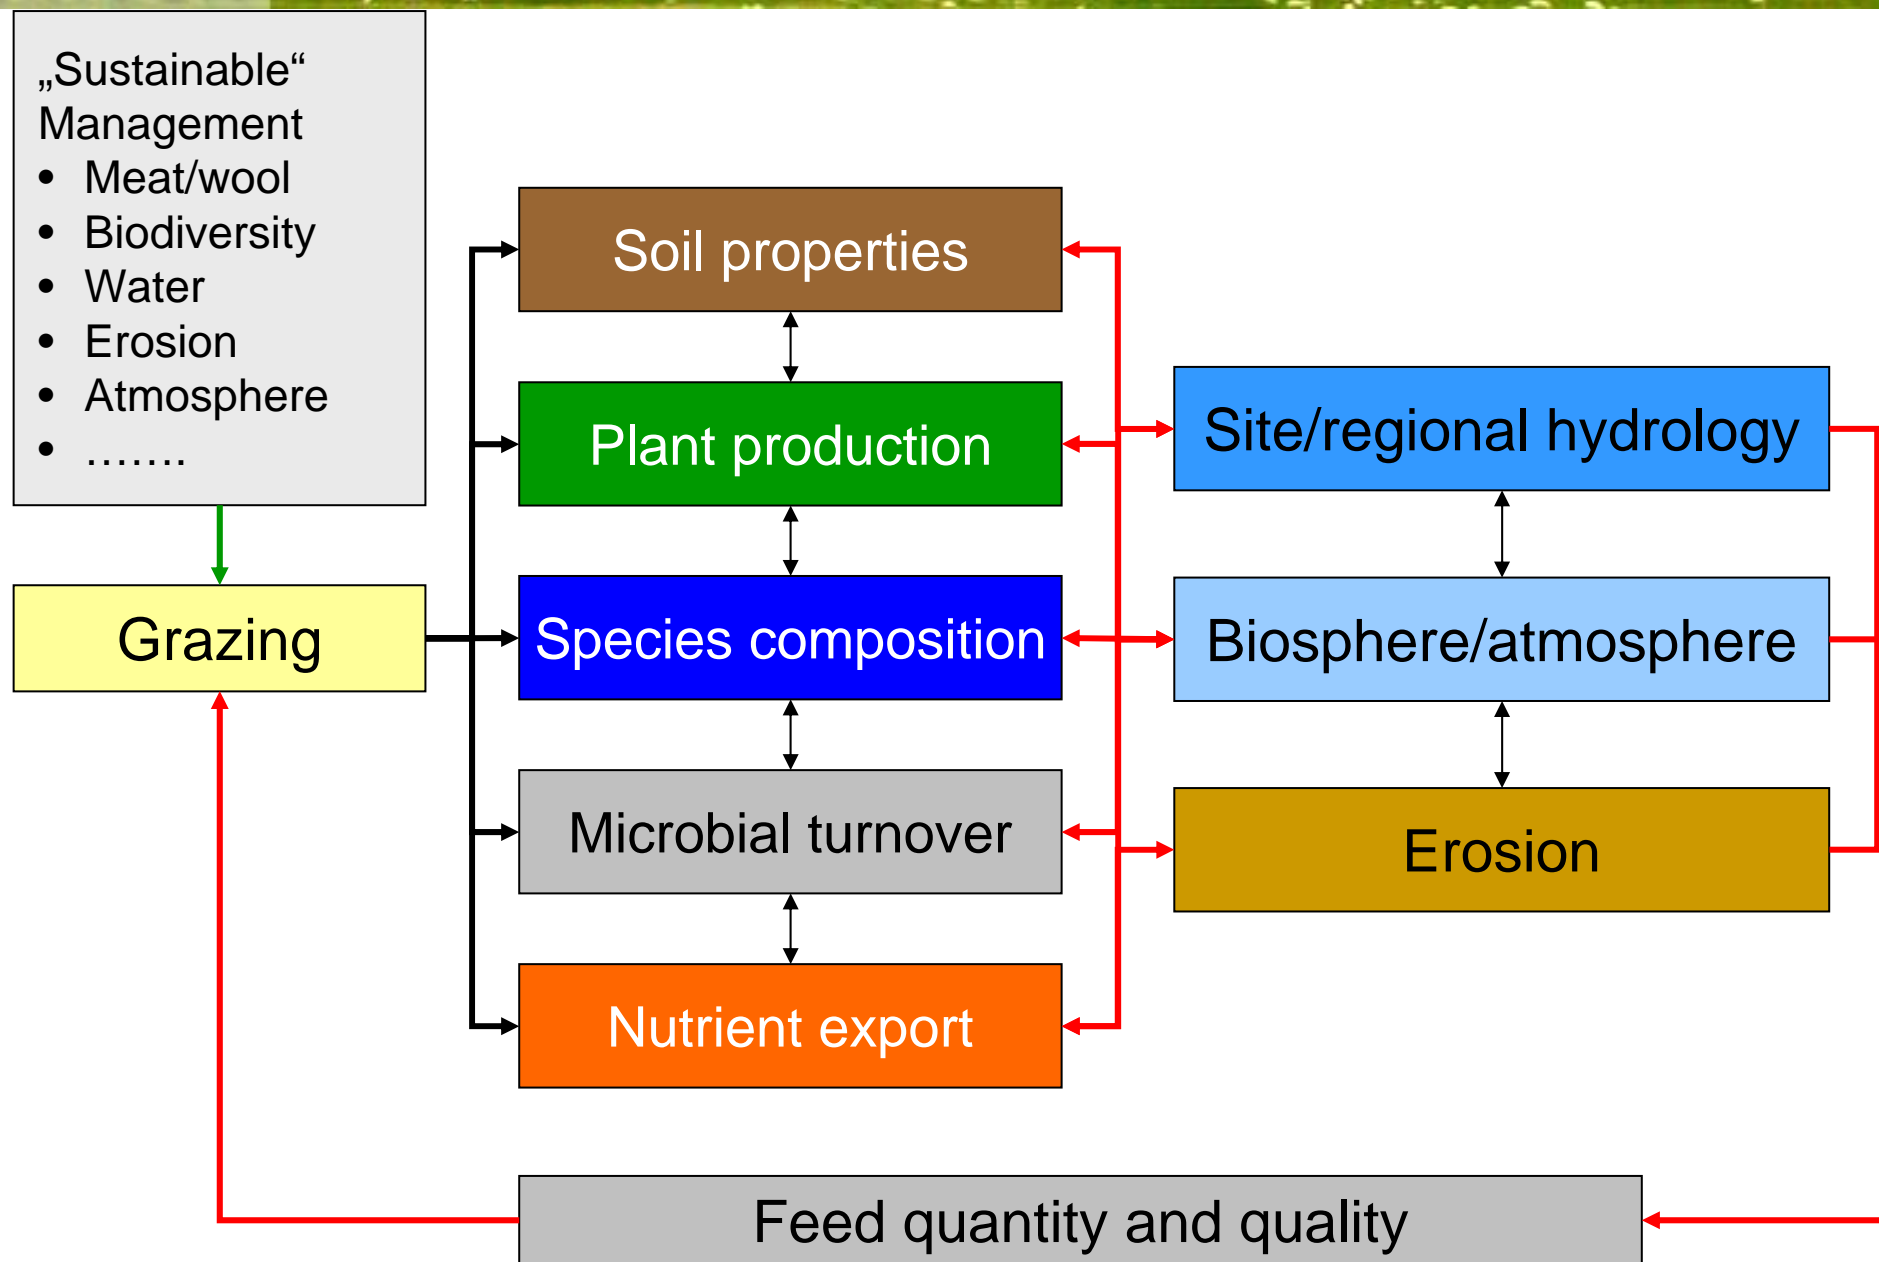 „Sustainable“
Management
• Meat/wool
• Biodiversity
• Water
• Erosion
• Atmosphere
• …….
Grazing
Soil properties
Plant production
Species composition
Microbial turnover
Nutrient export
Site/regional hydrology
Biosphere/atmosphere
Erosion
Feed quantity and quality